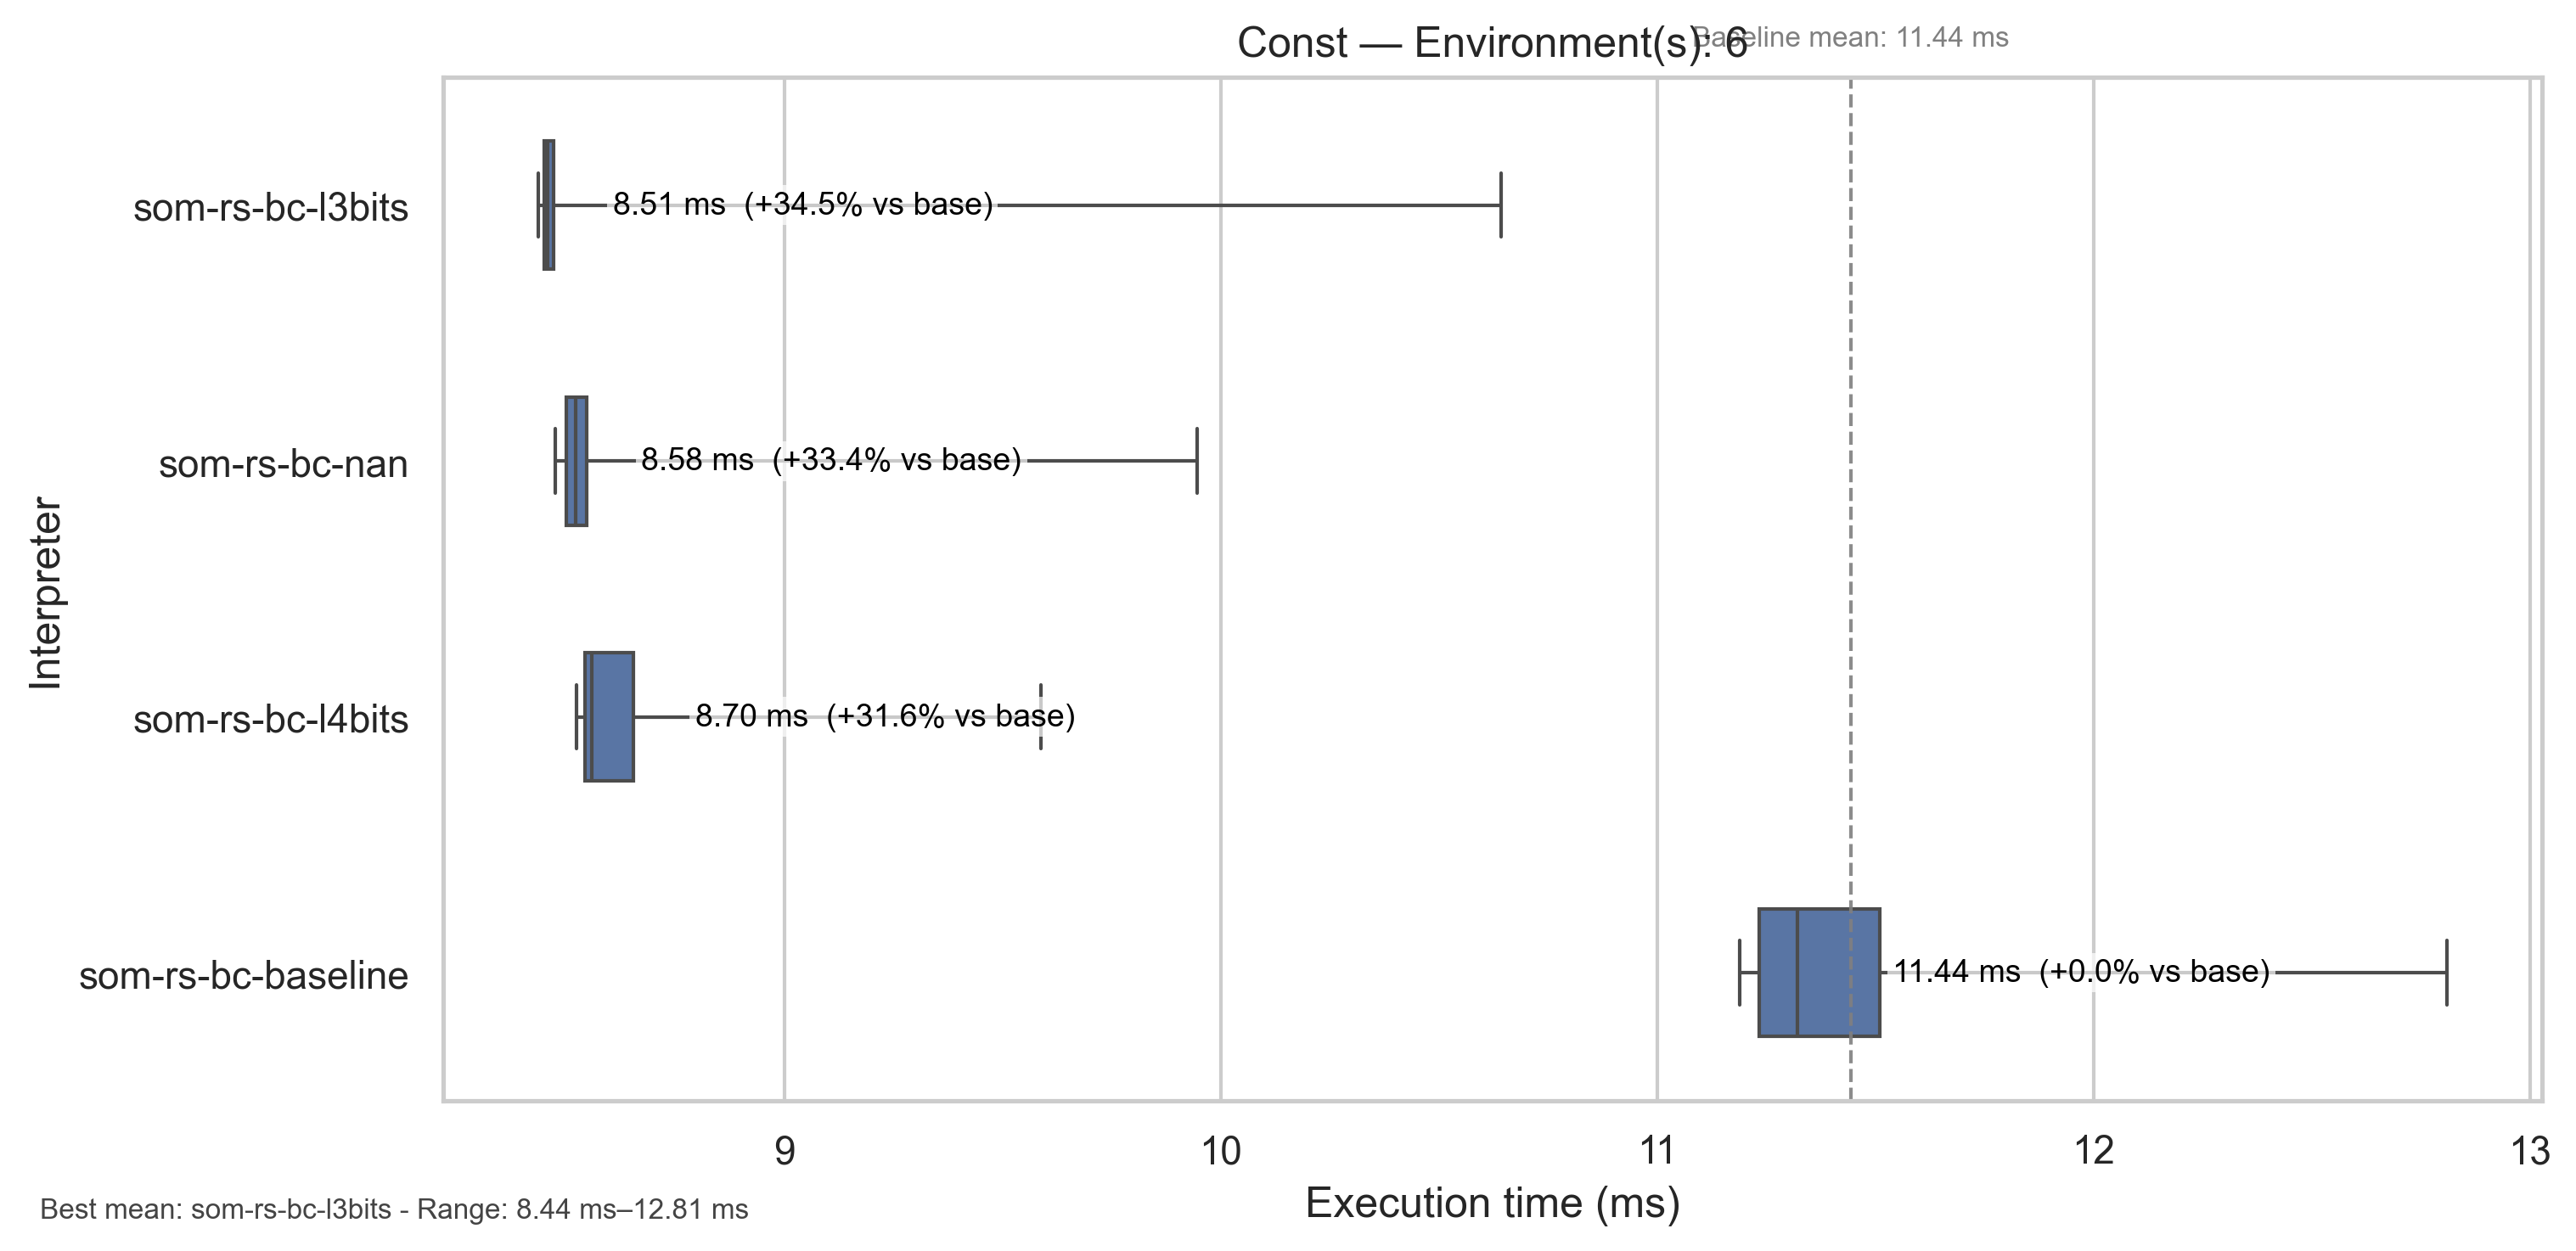 Const — Environment(s): 6
Baseline mean: 11.44 ms
Interpreter
som-rs-bc-l3bits
8.51 ms (+34.5% vs base)
som-rs-bc-nan
8.58 ms (+33.4% vs base)
som-rs-bc-l4bits
8.70 ms (+31.6% vs base)
som-rs-bc-baseline
11.44 ms (+0.0% vs base)
9 10 11 12 13
Execution time (ms)
Best mean: som-rs-bc-l3bits - Range: 8.44 ms–12.81 ms